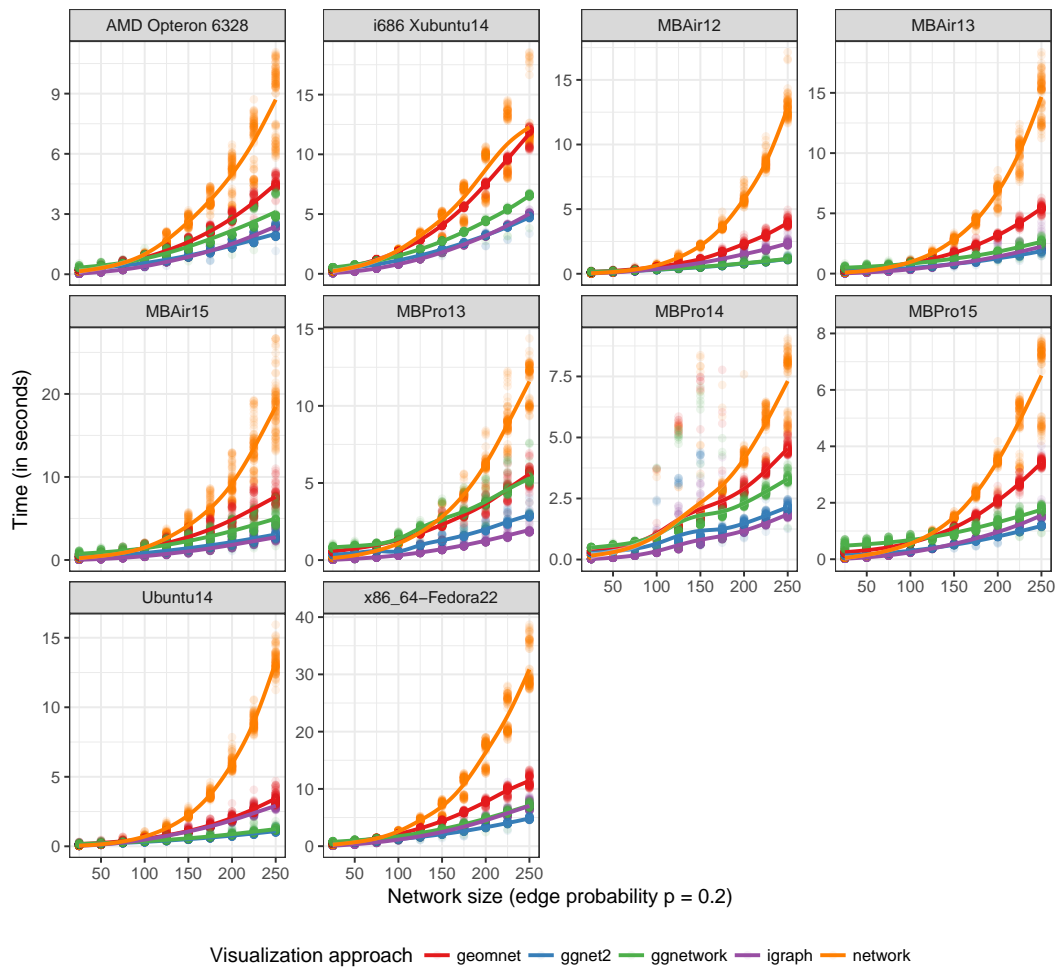 AMD Opteron 6328
i686 Xubuntu14
MBAir12
MBAir13
9
6
3
0
15
10
5
0
15
10
5
0
15
10
5
0
MBAir15
MBPro13
MBPro14
MBPro15
20
10
0
15
10
5
0
7.5
5.0
2.5
0.0
8
6
4
2
0
50 100 150 200 250
50 100 150 200 250
Ubuntu14
x86_64−Fedora22
15
10
5
0
40
30
20
10
0
50 100 150 200 250
50 100 150 200 250
Time (in seconds)
Network size (edge probability p = 0.2)
Visualization approach geomnet ggnet2 ggnetwork igraph network